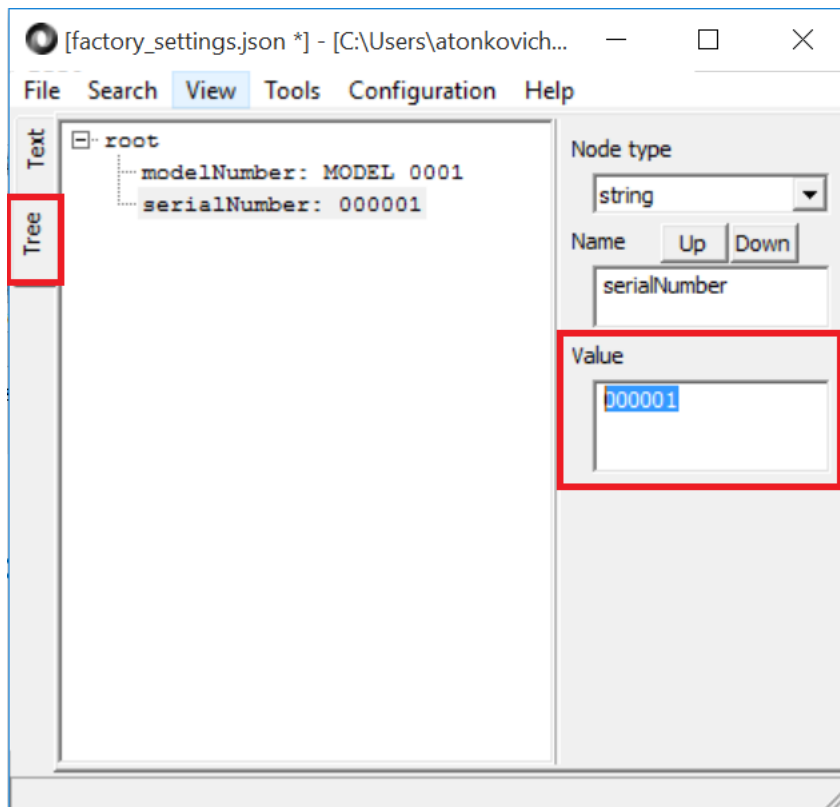 [factory_settings.json *] - [C:\Users\atonkovich...
File Search View Tools Configuration Help
Text
Tree
root
modelNumber: MODEL 0001
serialNumber: 000001
Node type
string
Name Up Down
serialNumber
Value
000001